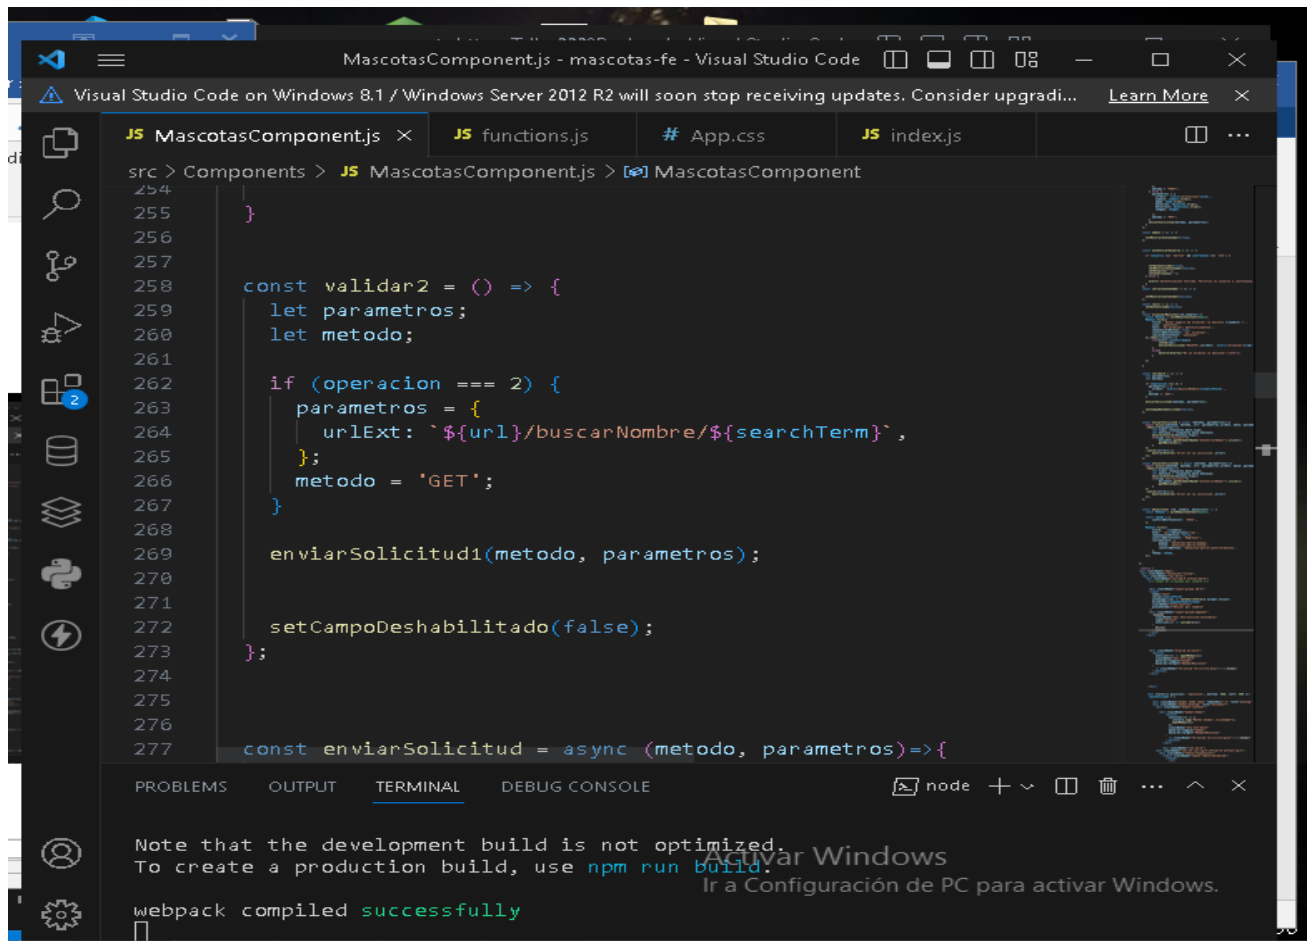 MascotasComponent.js - mascotas-fe - Visual Studio Code
Visual Studio Code on Windows 8.1 / Windows Server 2012 R2 will soon stop receiving updates. Consider upgradi... Learn More
JS MascotasComponent.js JS functions.js # App.css JS index.js
src > Components > JS MascotasComponent.js > MascotasComponent
254
255 }
256
257
258 const validar2 = () => {
259 let parametros;
260 let metodo;
261
262 if (operacion === 2) {
263 parametros = {
264 urlExt: `${url}/buscarNombre/${searchTerm}`,
265 };
266 metodo = 'GET';
267 }
268
269 enviarSolicitud1(metodo, parametros);
270
271
272 setCampoDeshabilitado(false);
273 };
274
275
276
277 const enviarSolicitud = async (metodo, parametros)=>{
2
PROBLEMS OUTPUT TERMINAL DEBUG CONSOLE node
Note that the development build is not optimized.
To create a production build, use npm run build.
Activar Windows
Ir a Configuración de PC para activar Windows.
webpack compiled successfully